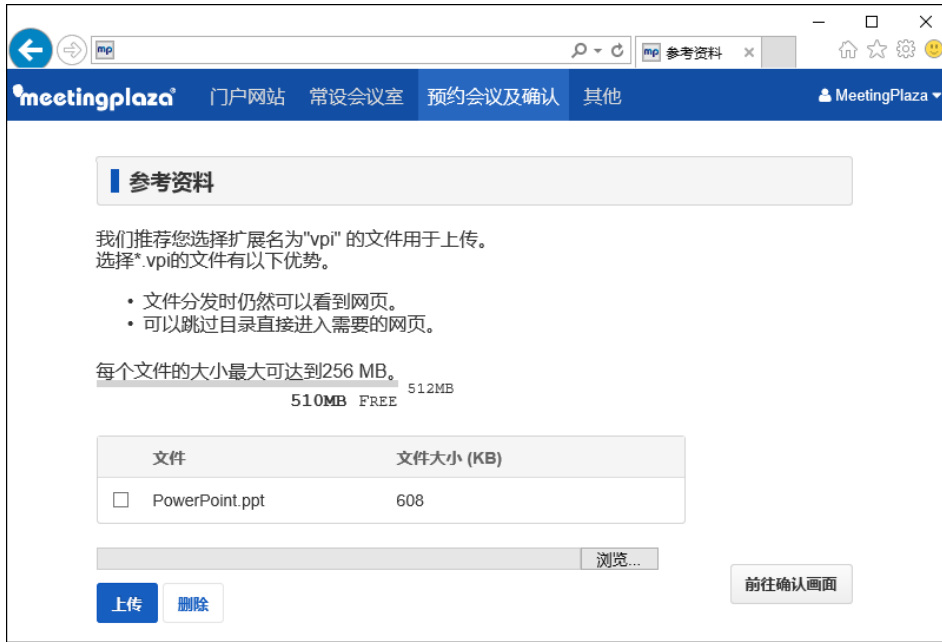 mp
mp 参考资料
meetingplaza 门户网站 常设会议室 预约会议及确认 其他 MeetingPlaza
参考资料
我们推荐您选择扩展名为"vpi" 的文件用于上传。
选择*.vpi的文件有以下优势。
• 文件分发时仍然可以看到网页。
• 可以跳过目录直接进入需要的网页。
每个文件的大小最大可达到256 MB。
512MB
510MB FREE
文件 文件大小 (KB)
PowerPoint.ppt 608
浏览...
前往确认画面
上传 删除